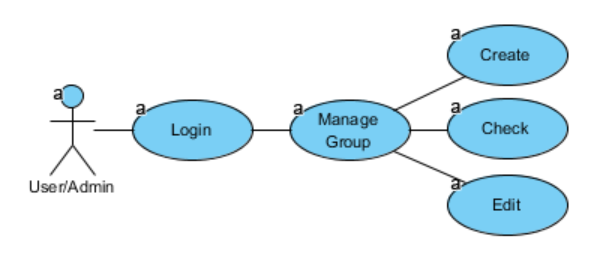 a
User/Admin
a
Login
a
Manage
Group
a
Create
a
Check
a
Edit